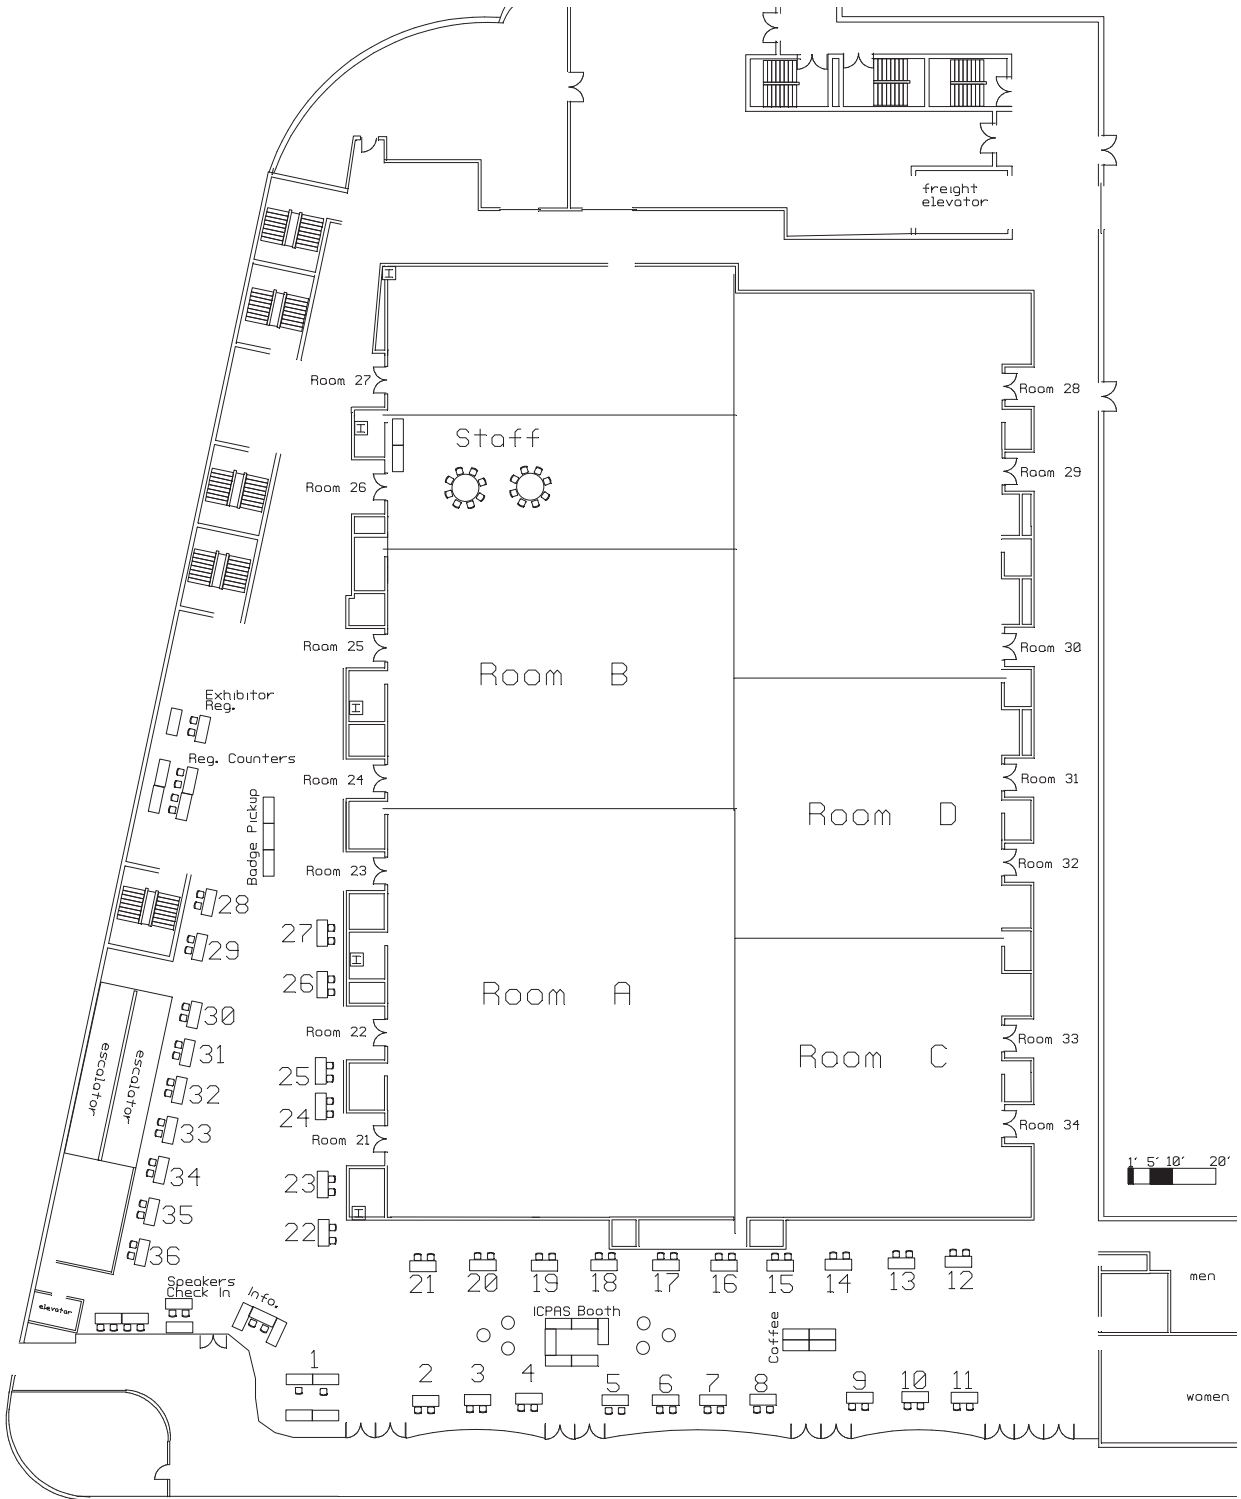 freight
elevator
Room 27
Room 28
Staff
Room 26
Room 29
Room 25
Room B
Room 30
Exhibitor
Reg.
Reg. Counters
Room 24
Room 31
Badge Pickup
Room D
Room 23
Room 32
28
27
29
26
Room A
30
Room 22
Room 33
31
escalator
escalator
Room C
25
32
24
33
Room 21
Room 34
34
23
1' 5' 10' 20'
35
22
36
21 20 19 18 17 16 15 14 13 12
men
Speakers
Check In
Info.
elevator
ICPAS Booth
Coffee
1
2 3 4 5 6 7 8 9 10 11
women
H
H
H
H
H